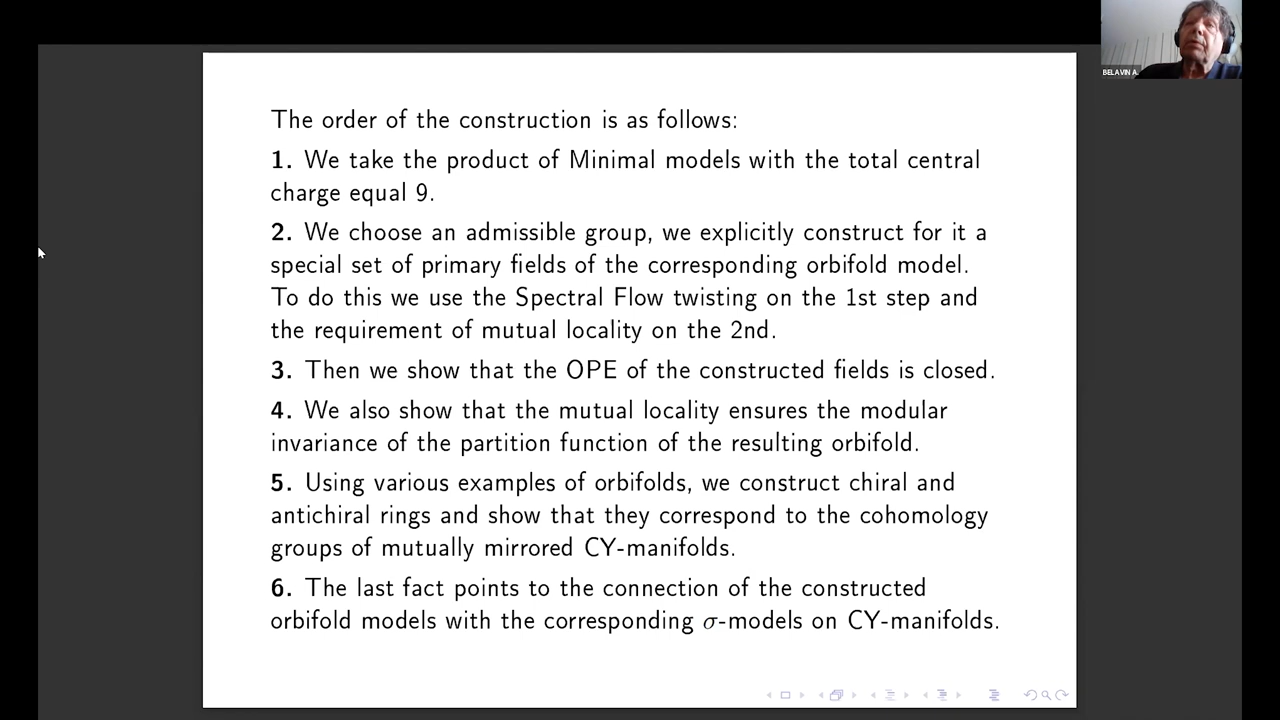 BELAVIN A.
The order of the construction is as follows:
1. We take the product of Minimal models with the total central
charge equal 9.
2. We choose an admissible group, we explicitly construct for it a
special set of primary fields of the corresponding orbifold model.
To do this we use the Spectral Flow twisting on the 1st step and
the requirement of mutual locality on the 2nd.
3. Then we show that the OPE of the constructed fields is closed.
4. We also show that the mutual locality ensures the modular
invariance of the partition function of the resulting orbifold.
5. Using various examples of orbifolds, we construct chiral and
antichiral rings and show that they correspond to the cohomology
groups of mutually mirrored CY-manifolds.
6. The last fact points to the connection of the constructed
orbifold models with the corresponding σ-models on CY-manifolds.